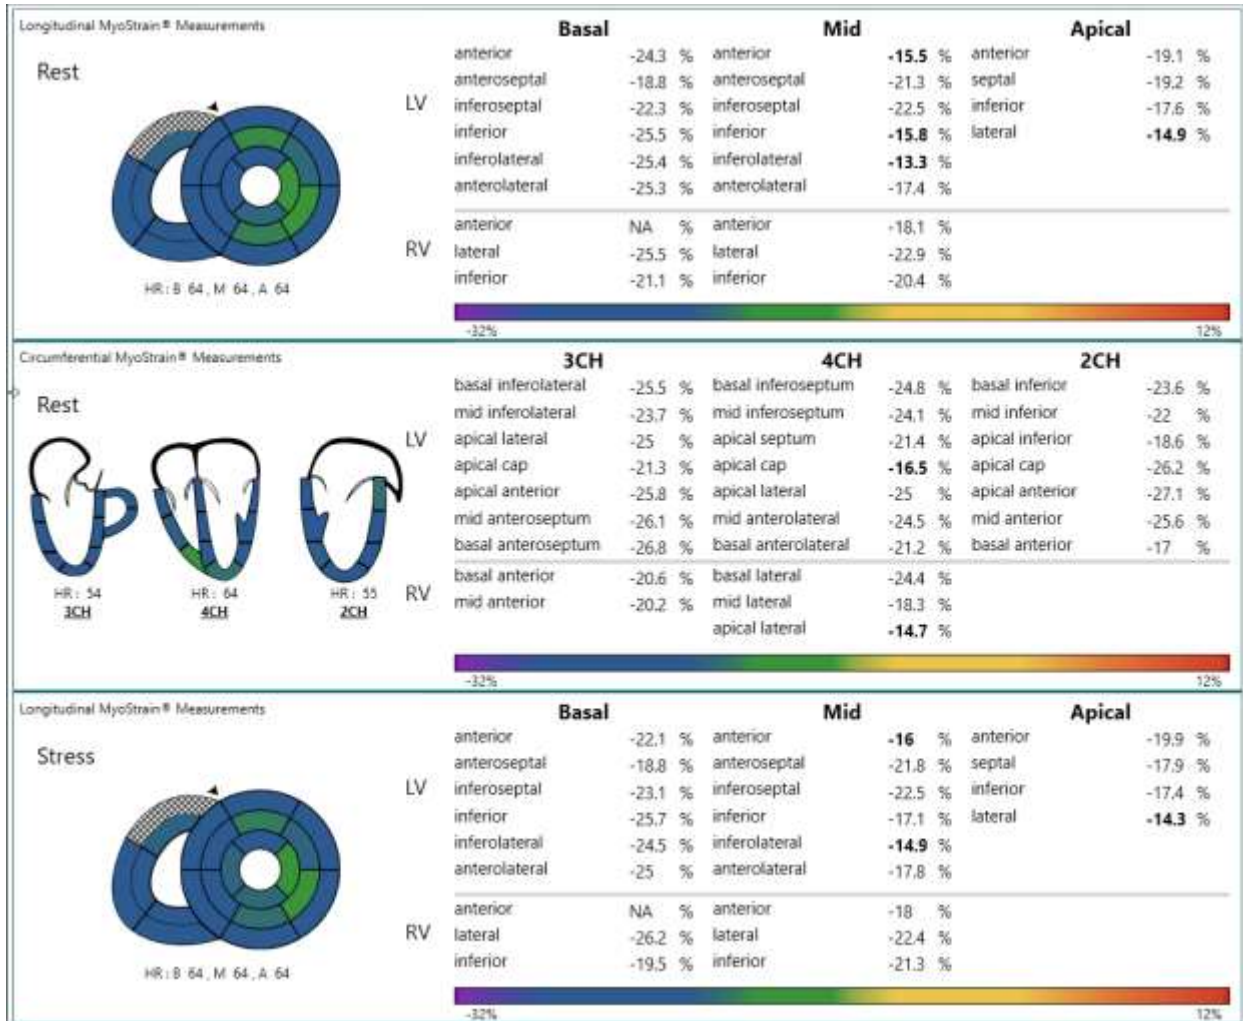 Longitudinal MyoStrain® Measurements
Basal Mid Apical
Rest
LV
anterior -24.3 % anterior -15.5 % anterior -19.1 %
anteroseptal -18.8 % anteroseptal -21.3 % septal -19.2 %
inferoseptal -22.3 % inferoseptal -22.5 % inferior -17.6 %
inferior -25.5 % inferior -15.8 % lateral -14.9 %
inferolateral -25.4 % inferolateral -13.3 %
anterolateral -25.3 % anterolateral -17.4 %
RV
anterior NA % anterior -18.1 %
lateral -25.5 % lateral -22.9 %
inferior -21.1 % inferior -20.4 %
HR: B 64, M 64, A 64
-32% 12%
Circumferential MyoStrain® Measurements
3CH 4CH 2CH
Rest
LV
basal inferolateral -25.5 % basal inferoseptum -24.8 % basal inferior -23.6 %
mid inferolateral -23.7 % mid inferoseptum -24.1 % mid inferior -22 %
apical lateral -25 % apical septum -21.4 % apical inferior -18.6 %
apical cap -21.3 % apical cap -16.5 % apical cap -26.2 %
apical anterior -25.8 % apical lateral -25 % apical anterior -27.1 %
mid anteroseptum -26.1 % mid anterolateral -24.5 % mid anterior -25.6 %
basal anteroseptum -26.8 % basal anterolateral -21.2 % basal anterior -17 %
RV
basal anterior -20.6 % basal lateral -24.4 %
mid anterior -20.2 % mid lateral -18.3 %
apical lateral -14.7 %
HR: 54 HR: 64 HR: 55
3CH 4CH 2CH
-32% 12%
Longitudinal MyoStrain® Measurements
Basal Mid Apical
Stress
LV
anterior -22.1 % anterior -16 % anterior -19.9 %
anteroseptal -18.8 % anteroseptal -21.8 % septal -17.9 %
inferoseptal -23.1 % inferoseptal -22.5 % inferior -17.4 %
inferior -25.7 % inferior -17.1 % lateral -14.3 %
inferolateral -24.5 % inferolateral -14.9 %
anterolateral -25 % anterolateral -17.8 %
RV
anterior NA % anterior -18 %
lateral -26.2 % lateral -22.4 %
inferior -19.5 % inferior -21.3 %
HR: B 64, M 64, A 64
-32% 12%